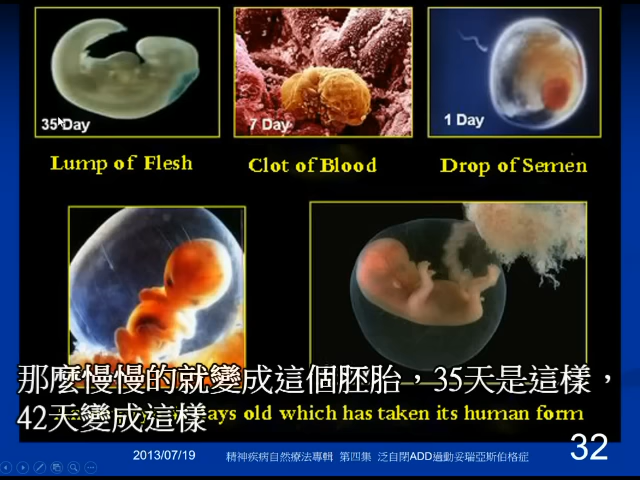 35 Day
7 Day
1 Day
Lump of Flesh
Clot of Blood
Drop of Semen
那麼慢慢的就變成這個胚胎，35天是這樣，
42天變成這樣
ays old which has taken its human form
2013/07/19
精神疾病自然療法專輯 第四集 泛自閉ADD過動妥瑞亞斯伯格症
32